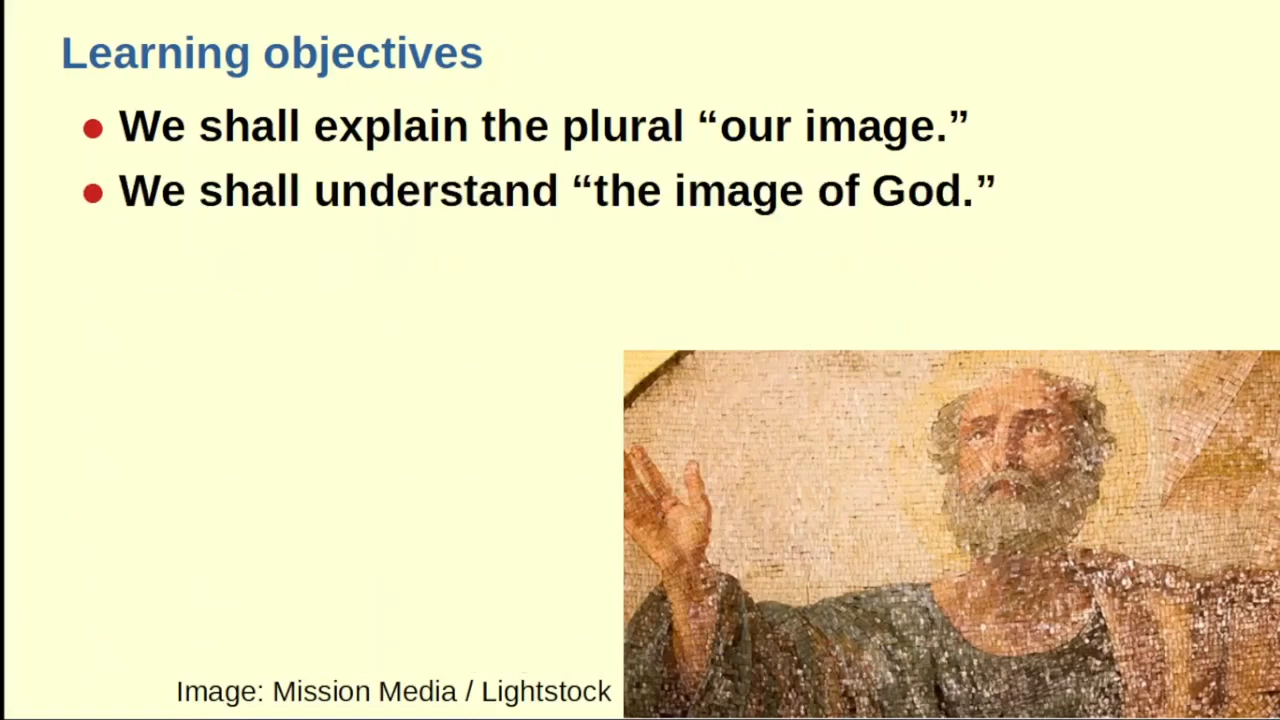 Learning objectives
● We shall explain the plural “our image.”
● We shall understand “the image of God.”
Image: Mission Media / Lightstock